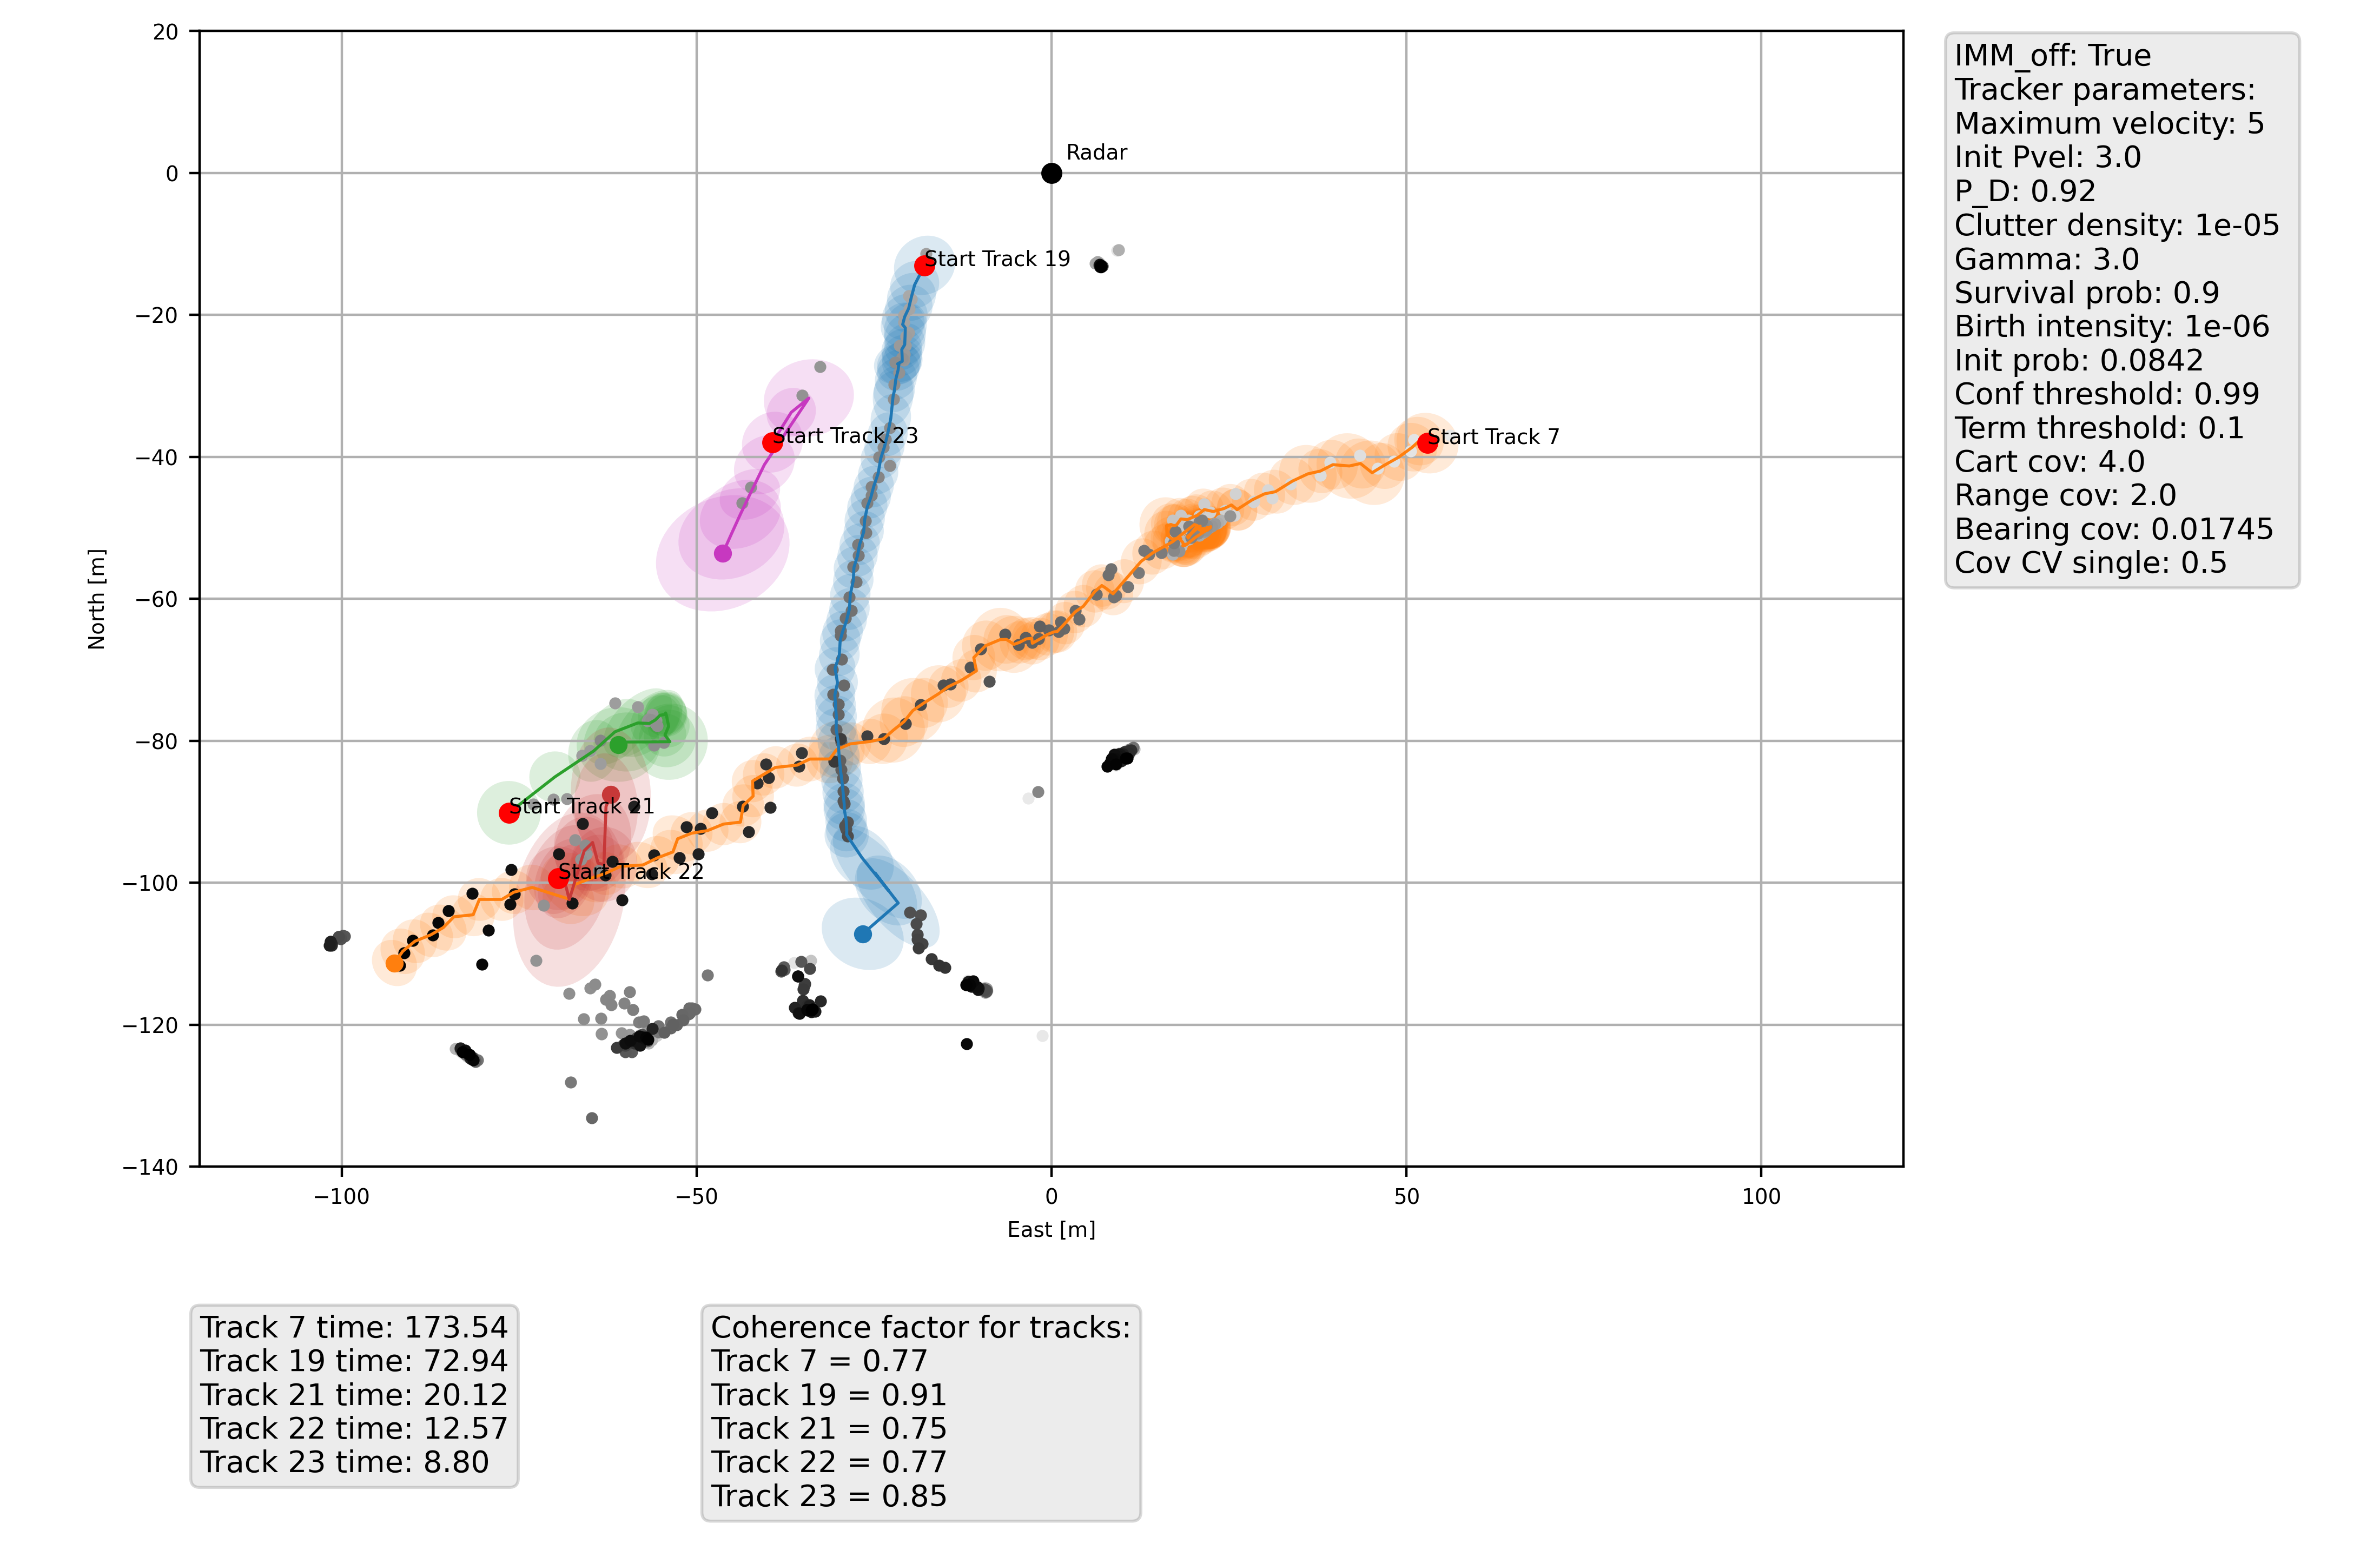 20
0
−20
−40
−60
−80
−100
−120
−140
−100
−50
0
50
100
North [m]
East [m]
Radar
Start Track 19
Start Track 23
Start Track 7
Start Track 21
Start Track 22
IMM_off: True
Tracker parameters:
Maximum velocity: 5
Init Pvel: 3.0
P_D: 0.92
Clutter density: 1e-05
Gamma: 3.0
Survival prob: 0.9
Birth intensity: 1e-06
Init prob: 0.0842
Conf threshold: 0.99
Term threshold: 0.1
Cart cov: 4.0
Range cov: 2.0
Bearing cov: 0.01745
Cov CV single: 0.5
Track 7 time: 173.54
Track 19 time: 72.94
Track 21 time: 20.12
Track 22 time: 12.57
Track 23 time: 8.80
Coherence factor for tracks:
Track 7 = 0.77
Track 19 = 0.91
Track 21 = 0.75
Track 22 = 0.77
Track 23 = 0.85